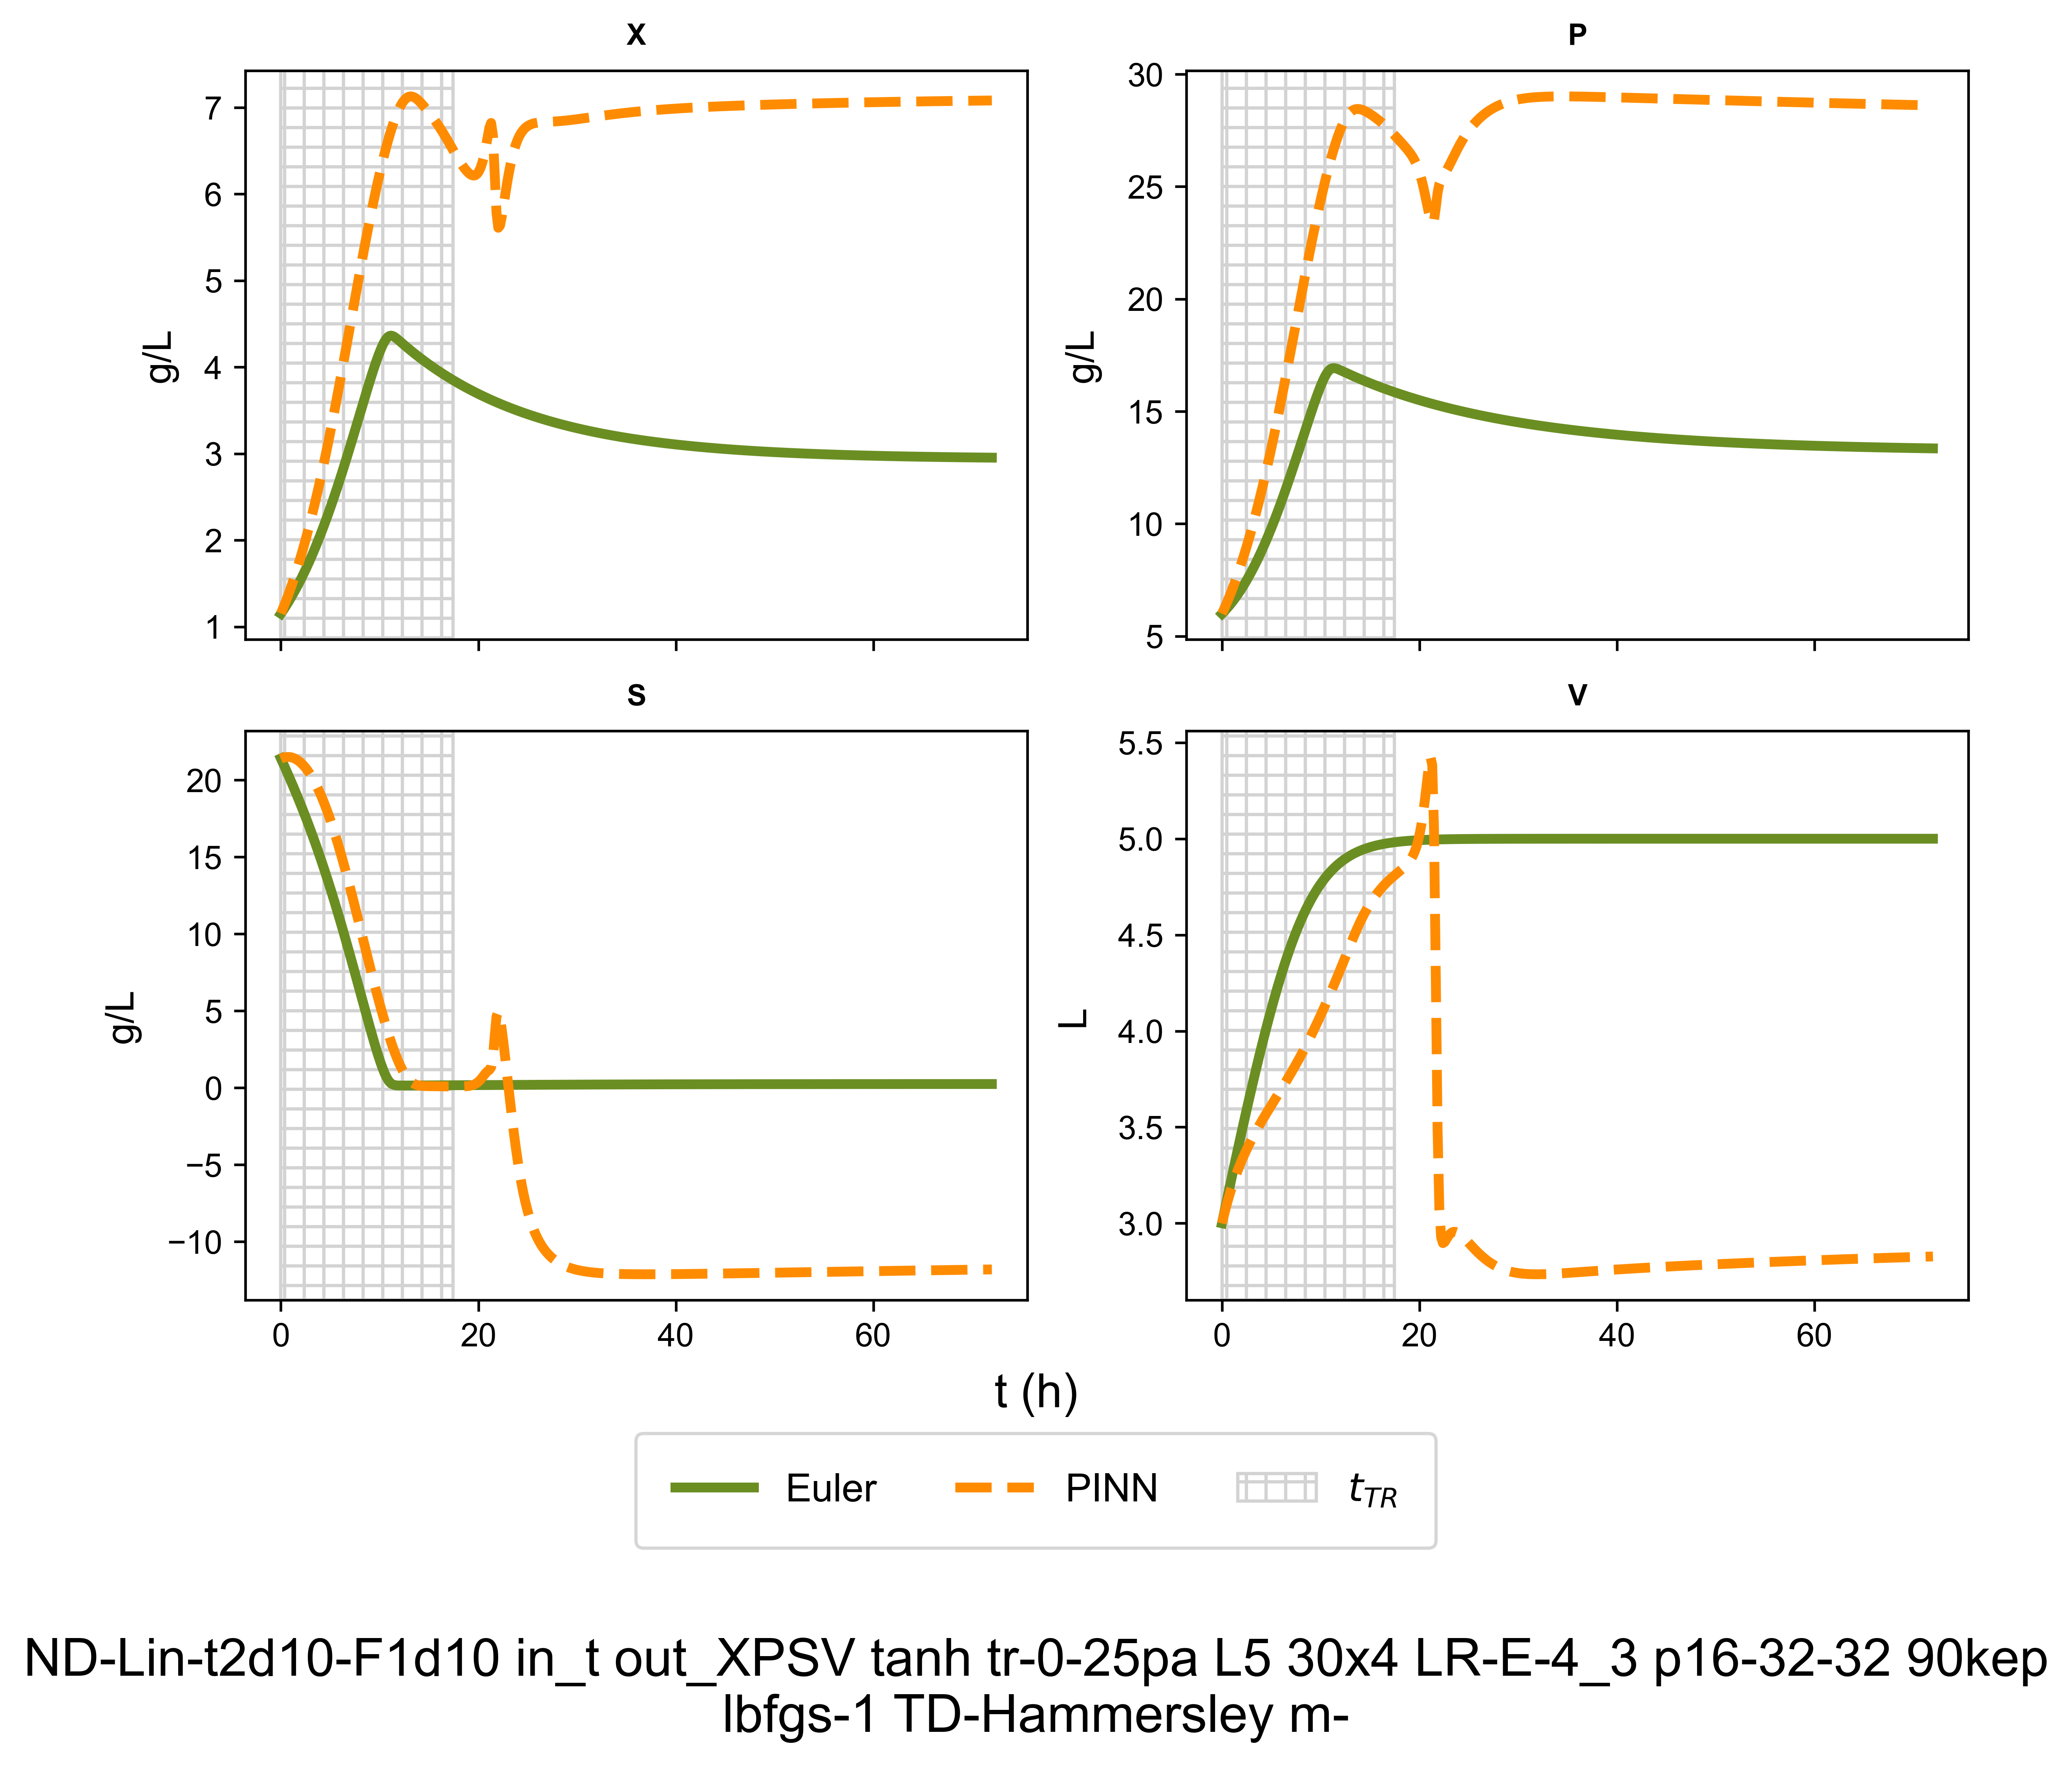 X
P
7
6
5
4
3
2
1
g/L
30
25
20
15
10
5
g/L
S
V
20
15
10
5
0
−5
−10
g/L
0
20
40
60
5.5
5.0
4.5
4.0
3.5
3.0
L
0
20
40
60
t (h)
Euler
PINN
t_TR
ND-Lin-t2d10-F1d10 in_t out_XPSV tanh tr-0-25pa L5 30x4 LR-E-4_3 p16-32-32 90kep
lbfgs-1 TD-Hammersley m-